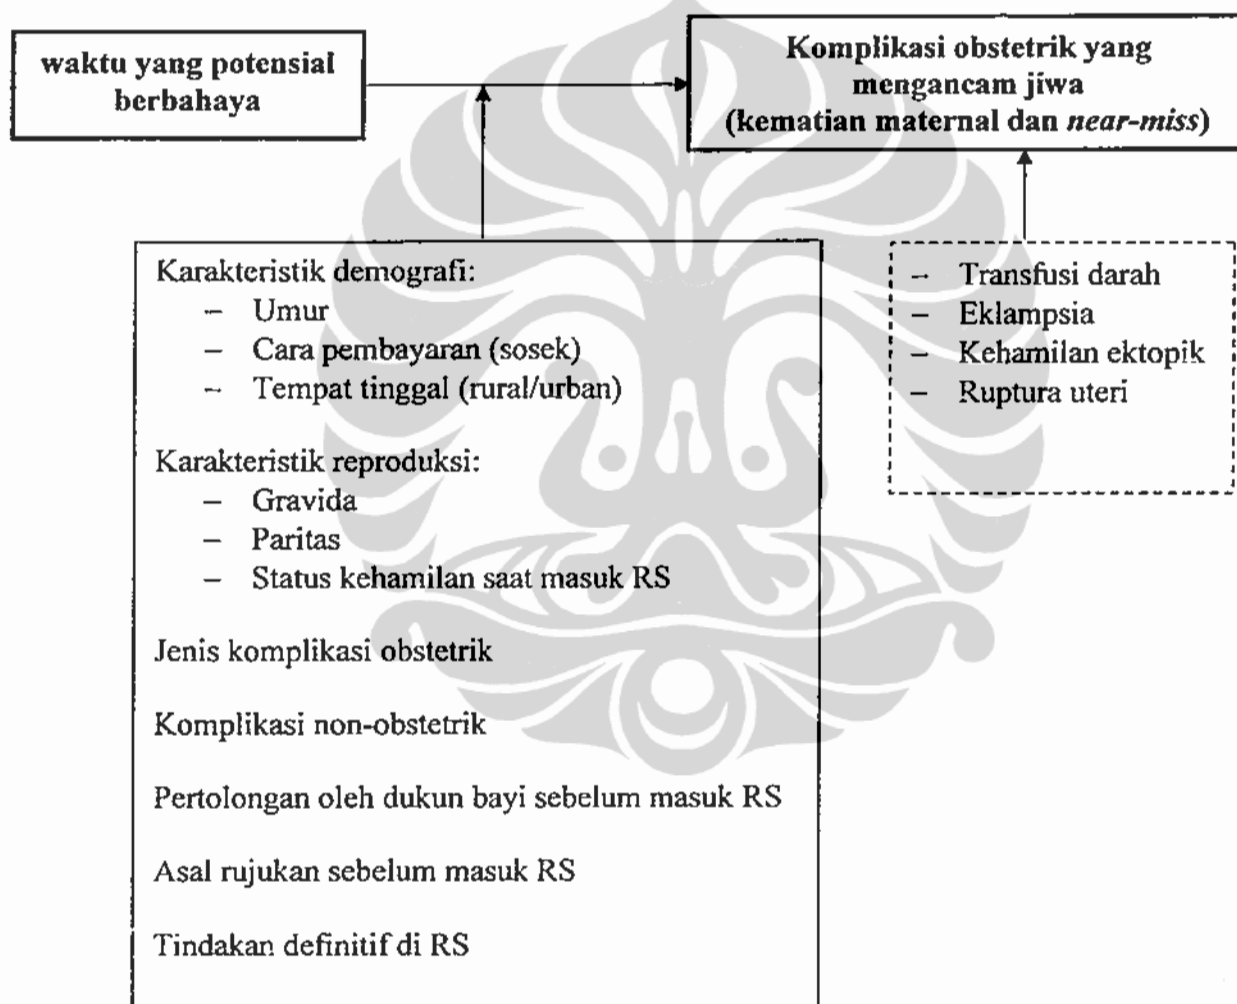 waktu yang potensial
berbahaya
Komplikasi obstetrik yang
mengancam jiwa
(kematian maternal dan near-miss)
Karakteristik demografi:
– Umur
– Cara pembayaran (sosek)
– Tempat tinggal (rural/urban)
Karakteristik reproduksi:
– Gravida
– Paritas
– Status kehamilan saat masuk RS
Jenis komplikasi obstetrik
Komplikasi non-obstetrik
Pertolongan oleh dukun bayi sebelum masuk RS
Asal rujukan sebelum masuk RS
Tindakan definitif di RS
– Transfusi darah
– Eklampsia
– Kehamilan ektopik
– Ruptura uteri